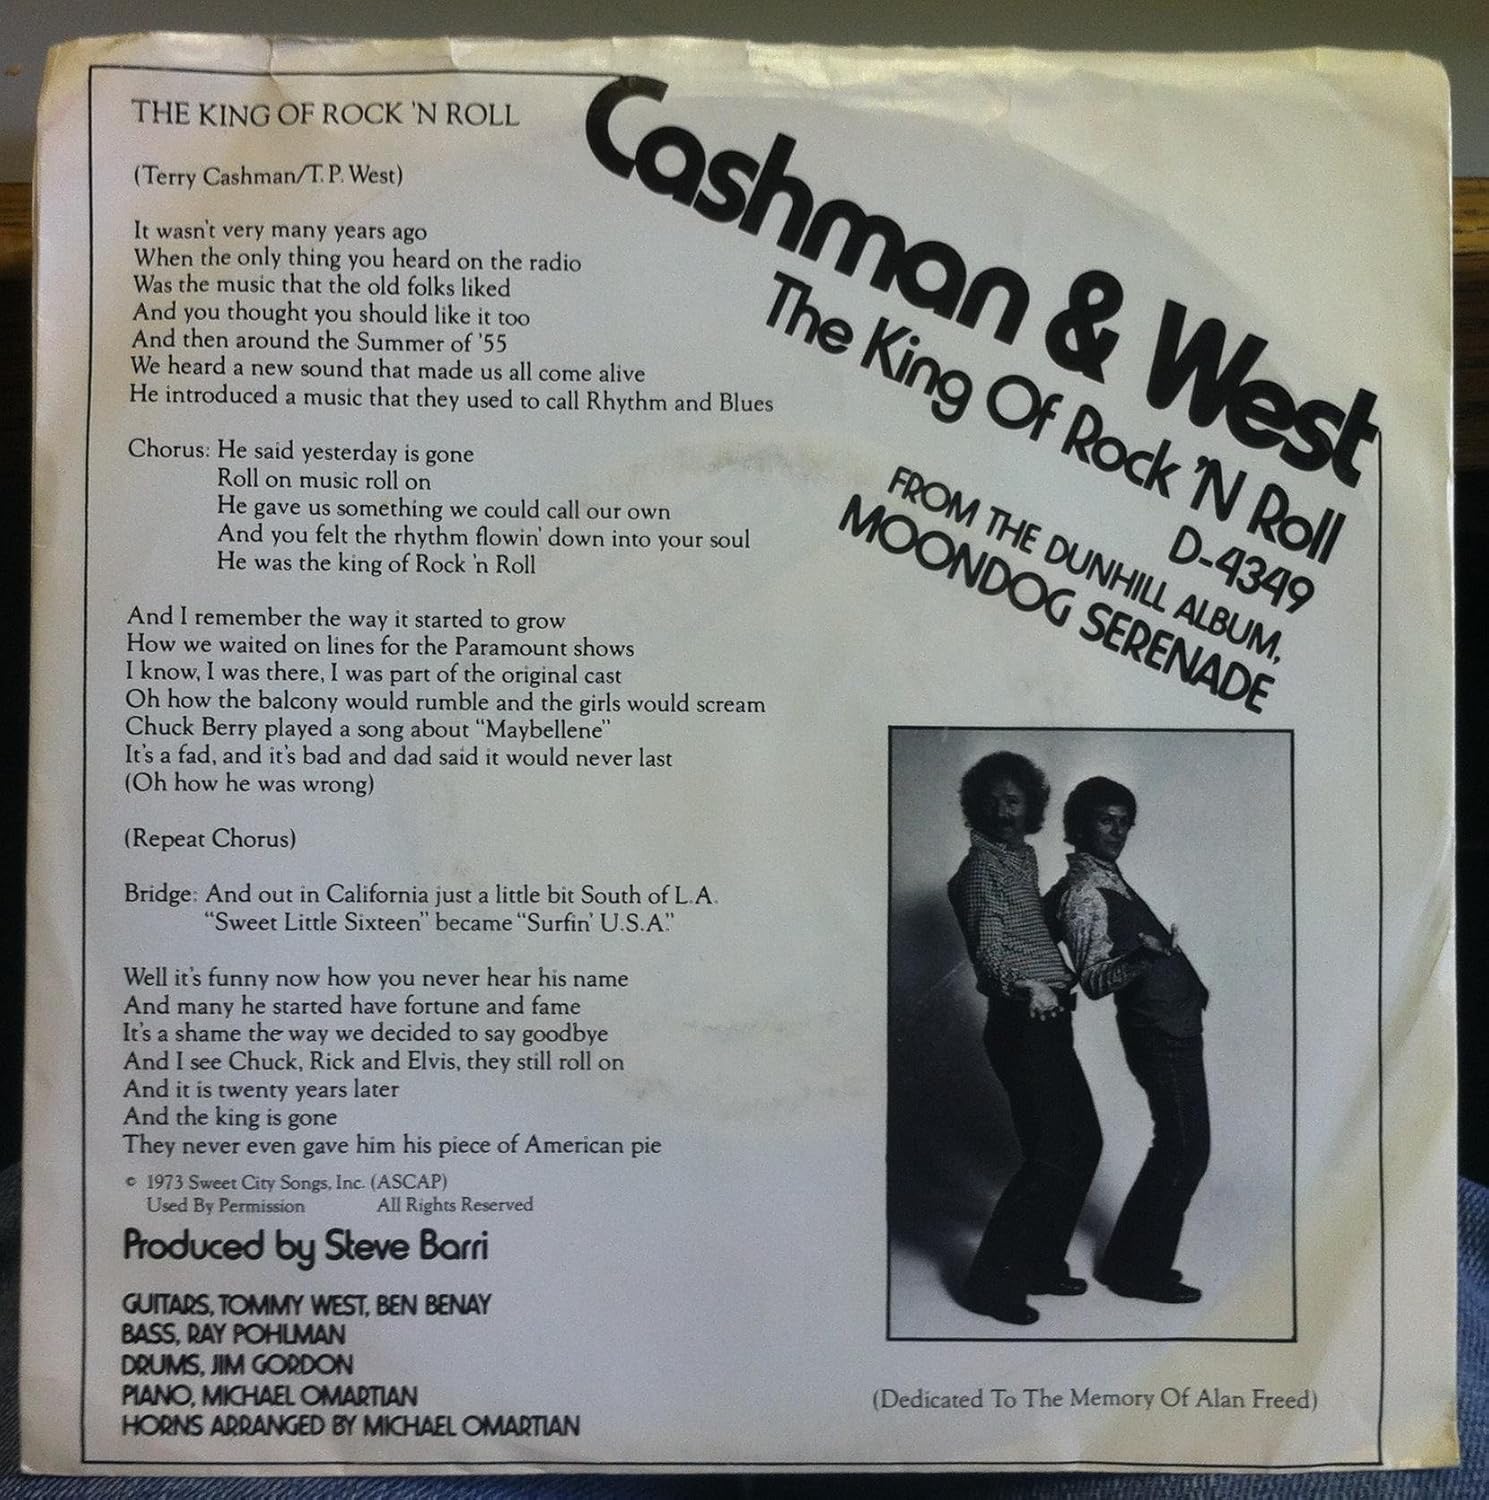 THE KING OF ROCK 'N ROLL
(Terry Cashman/T. P. West)
It wasn't very many years ago
When the only thing you heard on the radio
Was the music that the old folks liked
And you thought you should like it too
And then around the Summer of '55
We heard a new sound that made us all come alive
He introduced a music that they used to call Rhythm and Blues
Chorus: He said yesterday is gone
Roll on music roll on
He gave us something we could call our own
And you felt the rhythm flowin' down into your soul
He was the king of Rock 'n Roll
And I remember the way it started to grow
How we waited on lines for the Paramount shows
I know, I was there, I was part of the original cast
Oh how the balcony would rumble and the girls would scream
Chuck Berry played a song about “Maybellene”
It's a fad, and it's bad and dad said it would never last
(Oh how he was wrong)
(Repeat Chorus)
Bridge: And out in California just a little bit South of L.A.
“Sweet Little Sixteen” became “Surfin' U.S.A.”
Well it's funny now how you never hear his name
And many he started have fortune and fame
It's a shame the way we decided to say goodbye
And I see Chuck, Rick and Elvis, they still roll on
And it is twenty years later
And the king is gone
They never even gave him his piece of American pie
© 1973 Sweet City Songs, Inc. (ASCAP)
Used By Permission All Rights Reserved
Produced by Steve Barri
GUITARS, TOMMY WEST, BEN BENAY
BASS, RAY POHLMAN
DRUMS, JIM GORDON
PIANO, MICHAEL OMARTIAN
HORNS ARRANGED BY MICHAEL OMARTIAN
Cashman & West
The King Of Rock 'N Roll
D-4349
FROM THE DUNHILL ALBUM,
MOONDOG SERENADE
(Dedicated To The Memory Of Alan Freed)